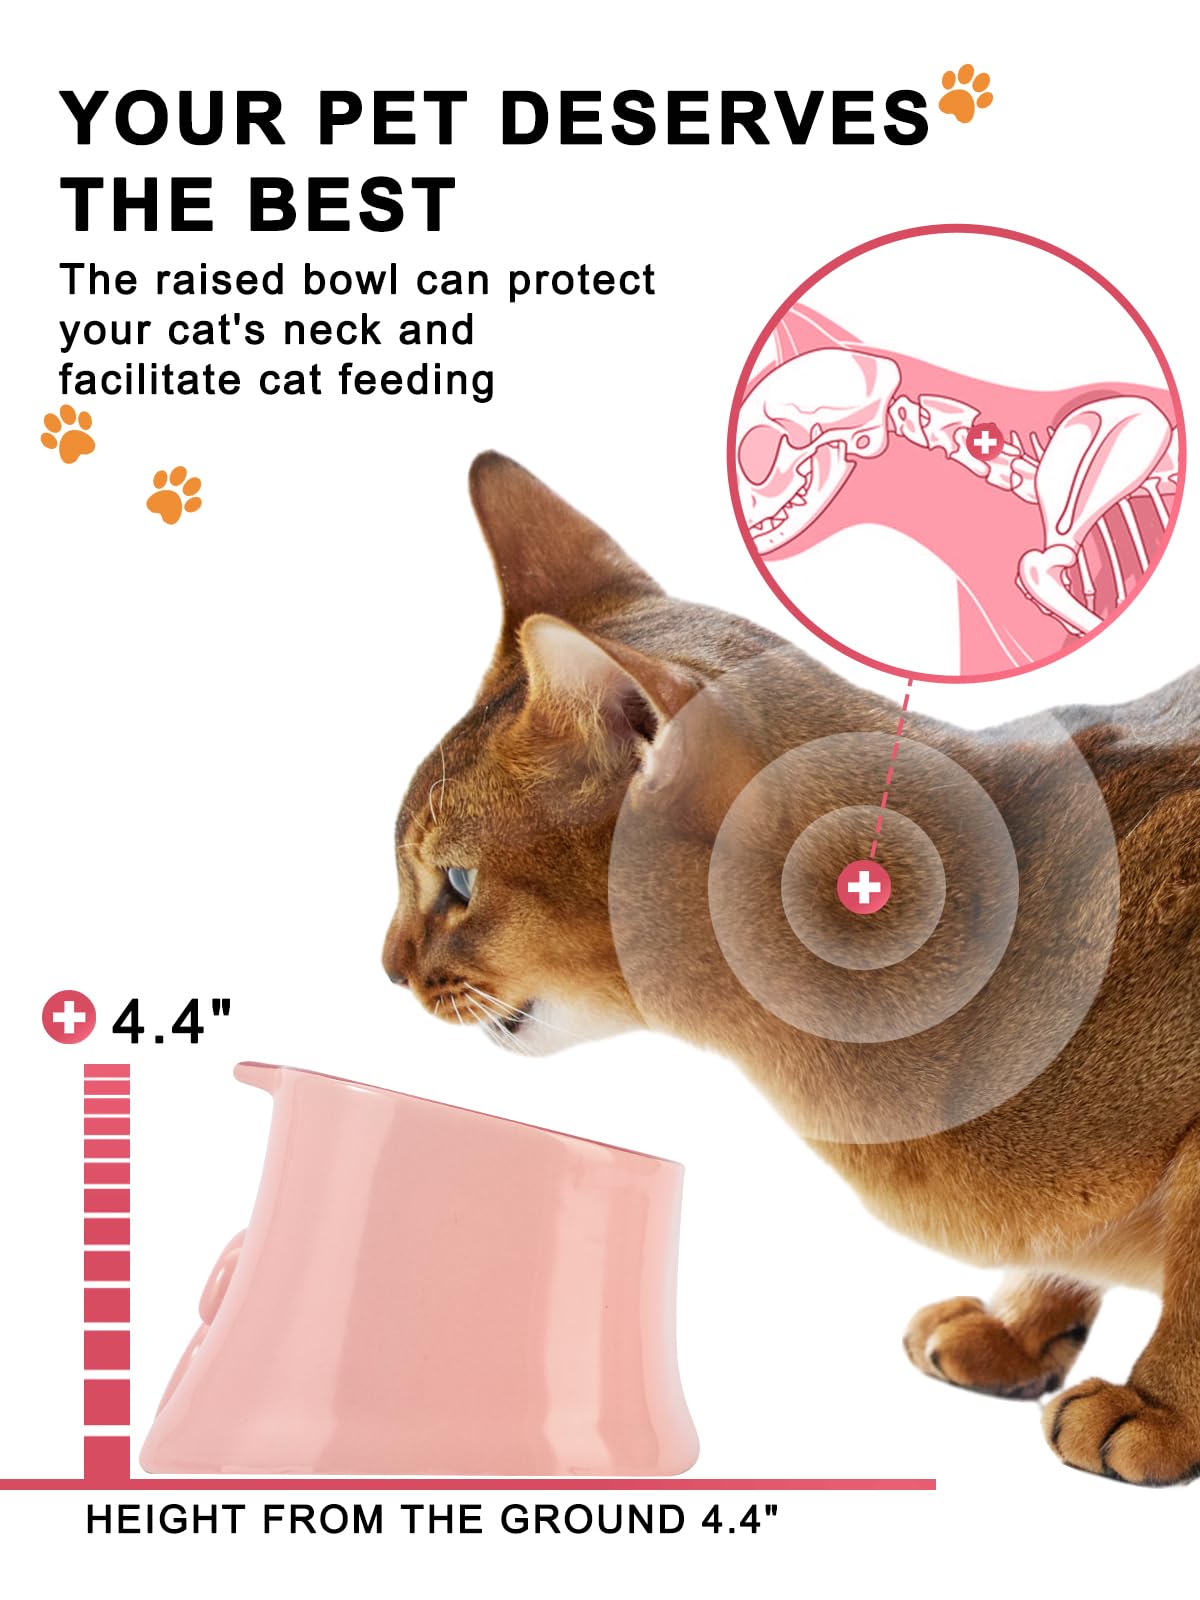 YOUR PET DESERVES
THE BEST
The raised bowl can protect
your cat's neck and
facilitate cat feeding
4.4"
HEIGHT FROM THE GROUND 4.4"